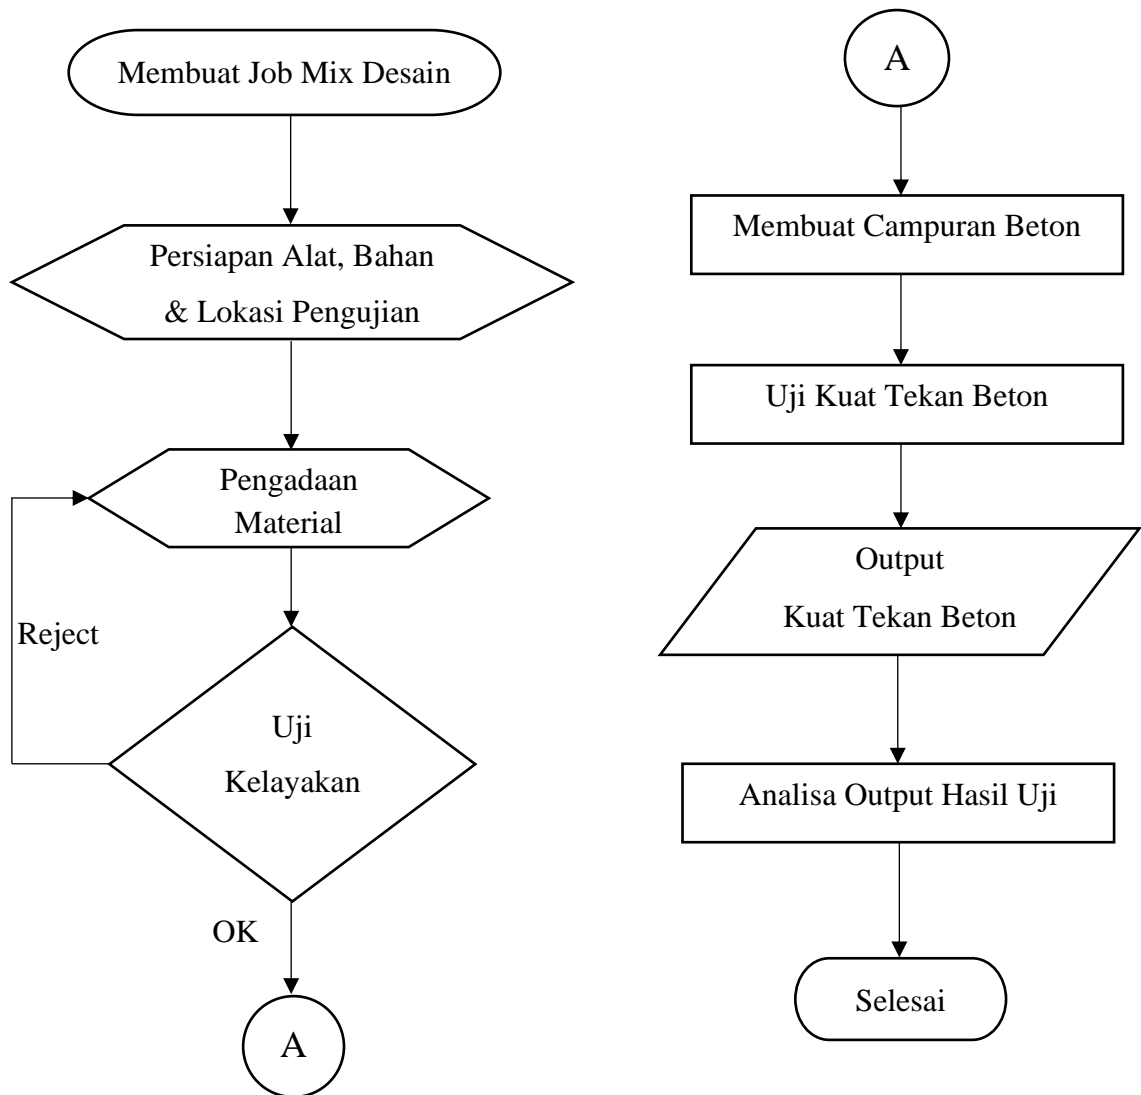 Membuat Job Mix Desain
Persiapan Alat, Bahan
& Lokasi Pengujian
Pengadaan
Material
Reject
Uji
Kelayakan
OK
A
A
Membuat Campuran Beton
Uji Kuat Tekan Beton
Output
Kuat Tekan Beton
Analisa Output Hasil Uji
Selesai